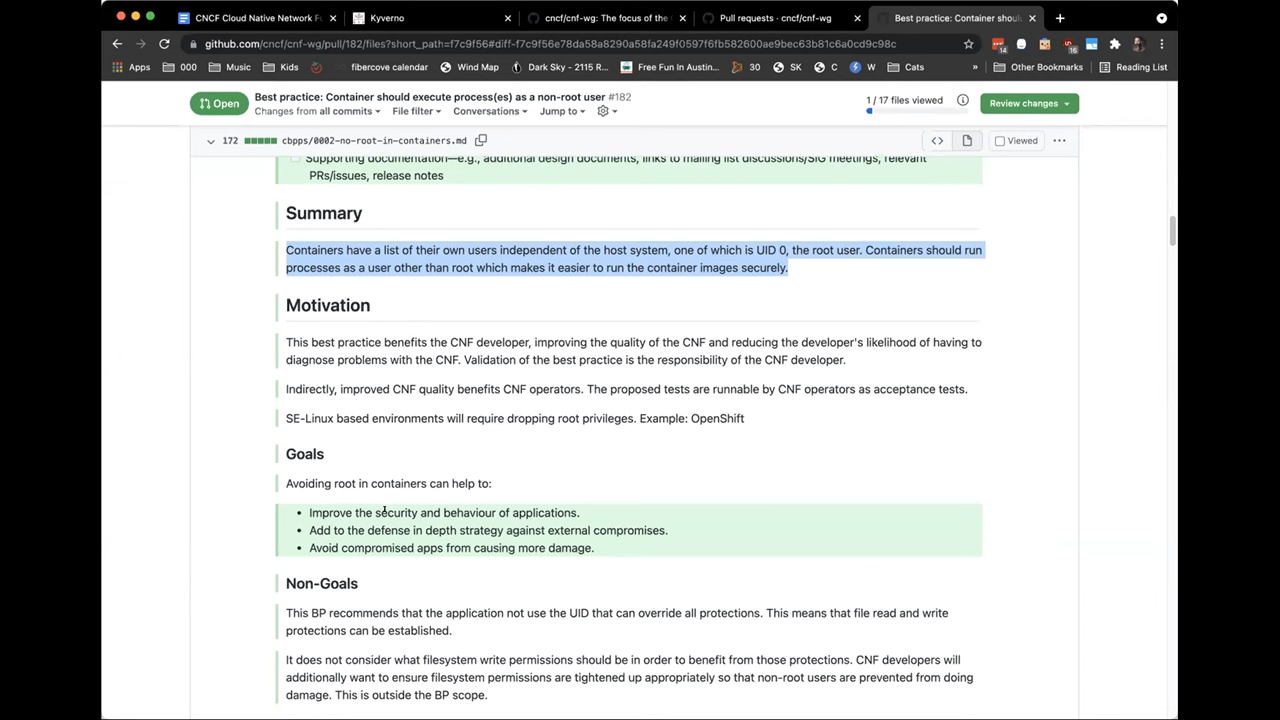 CNCF Cloud Native Network Fu
Kyverno
cncf/cnf-wg: The focus of the
Pull requests · cncf/cnf-wg
Best practice: Container shoul
github.com/cncf/cnf-wg/pull/182/files?short_path=f7c9f56#diff-f7c9f56e78da58a8290a58fa249f0597f6fb582600ae9bec63b81c6a0cd9c98c
Apps
000
Music
Kids
fibercove calendar
Wind Map
Dark Sky - 2115 R...
Free Fun In Austin...
30
SK
C
W
Cats
»
Other Bookmarks
Reading List
Open
Best practice: Container should execute process(es) as a non-root user #182
Changes from all commits
File filter
Conversations
Jump to
1 / 17 files viewed
Review changes
172
cbpps/0002-no-root-in-containers.md
Viewed
Supporting documentation—e.g., additional design documents, links to mailing list discussions/SIG meetings, relevant
PRs/issues, release notes
Summary
Containers have a list of their own users independent of the host system, one of which is UID 0, the root user. Containers should run
processes as a user other than root which makes it easier to run the container images securely.
Motivation
This best practice benefits the CNF developer, improving the quality of the CNF and reducing the developer's likelihood of having to
diagnose problems with the CNF. Validation of the best practice is the responsibility of the CNF developer.
Indirectly, improved CNF quality benefits CNF operators. The proposed tests are runnable by CNF operators as acceptance tests.
SE-Linux based environments will require dropping root privileges. Example: OpenShift
Goals
Avoiding root in containers can help to:
• Improve the security and behaviour of applications.
• Add to the defense in depth strategy against external compromises.
• Avoid compromised apps from causing more damage.
Non-Goals
This BP recommends that the application not use the UID that can override all protections. This means that file read and write
protections can be established.
It does not consider what filesystem write permissions should be in order to benefit from those protections. CNF developers will
additionally want to ensure filesystem permissions are tightened up appropriately so that non-root users are prevented from doing
damage. This is outside the BP scope.